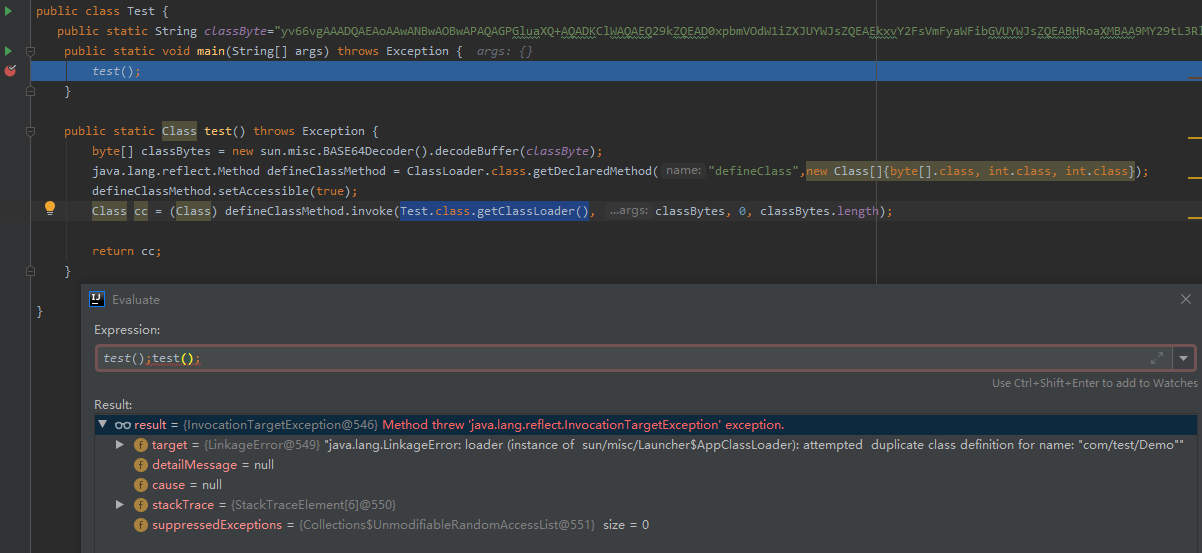 public class Test {
public static String classByte="yv66vgAAADQAEAoAAwANBwAOBwAPAQAGPGluaXQ+AQADKClWAQAEQ29kZQEAD0xpbmVOdW1iZXJUYWJsZQEAEkxvY2FsVmFyaWFibGVUYWJsZQEABHRoaXMBAA9MY29tL3Rl
public static void main(String[] args) throws Exception { args: {}
test();
}
public static Class test() throws Exception {
byte[] classBytes = new sun.misc.BASE64Decoder().decodeBuffer(classByte);
java.lang.reflect.Method defineClassMethod = ClassLoader.class.getDeclaredMethod( name: "defineClass",new Class[]{byte[].class, int.class, int.class});
defineClassMethod.setAccessible(true);
Class cc = (Class) defineClassMethod.invoke(Test.class.getClassLoader(), ...args: classBytes, 0, classBytes.length);
return cc;
}
}
IJ Evaluate
Expression:
test();test();
Use Ctrl+Shift+Enter to add to Watches
Result:
result = {InvocationTargetException@546} Method threw 'java.lang.reflect.InvocationTargetException' exception.
f target = {LinkageError@549} "java.lang.LinkageError: loader (instance of sun/misc/Launcher$AppClassLoader): attempted duplicate class definition for name: "com/test/Demo""
f detailMessage = null
f cause = null
f stackTrace = {StackTraceElement[6]@550}
f suppressedExceptions = {Collections$UnmodifiableRandomAccessList@551} size = 0